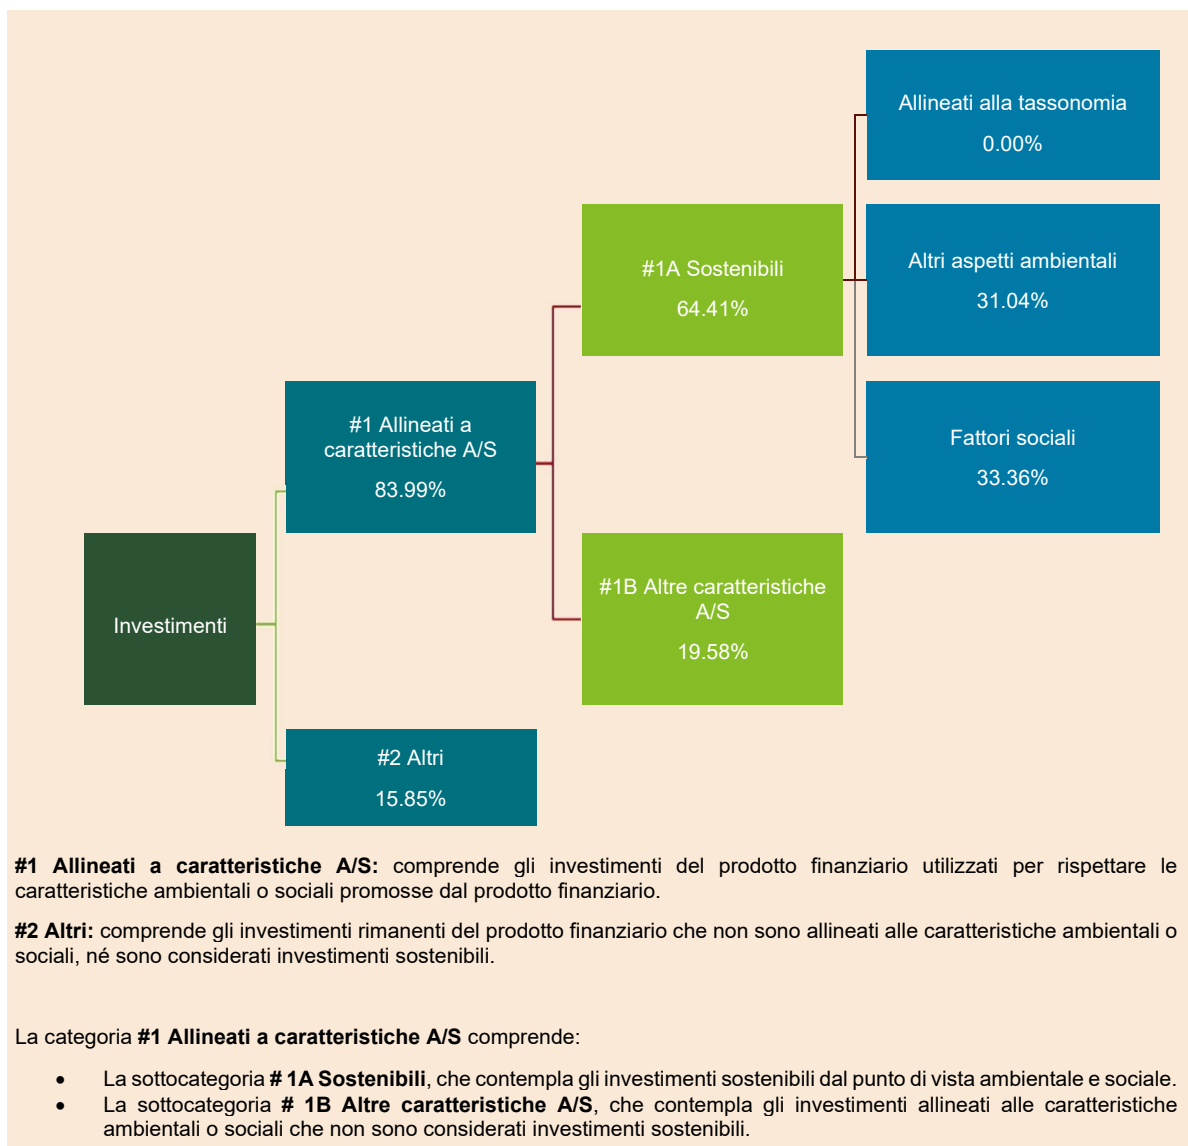 Allineati alla tassonomia
0.00%
#1A Sostenibili
64.41%
Altri aspetti ambientali
31.04%
#1 Allineati a
caratteristiche A/S
83.99%
Fattori sociali
33.36%
Investimenti
#1B Altre caratteristiche
A/S
19.58%
#2 Altri
15.85%
#1 Allineati a caratteristiche A/S: comprende gli investimenti del prodotto finanziario utilizzati per rispettare le
caratteristiche ambientali o sociali promosse dal prodotto finanziario.
#2 Altri: comprende gli investimenti rimanenti del prodotto finanziario che non sono allineati alle caratteristiche ambientali o
sociali, né sono considerati investimenti sostenibili.
La categoria #1 Allineati a caratteristiche A/S comprende:
• La sottocategoria # 1A Sostenibili, che contempla gli investimenti sostenibili dal punto di vista ambientale e sociale.
• La sottocategoria # 1B Altre caratteristiche A/S, che contempla gli investimenti allineati alle caratteristiche
ambientali o sociali che non sono considerati investimenti sostenibili.